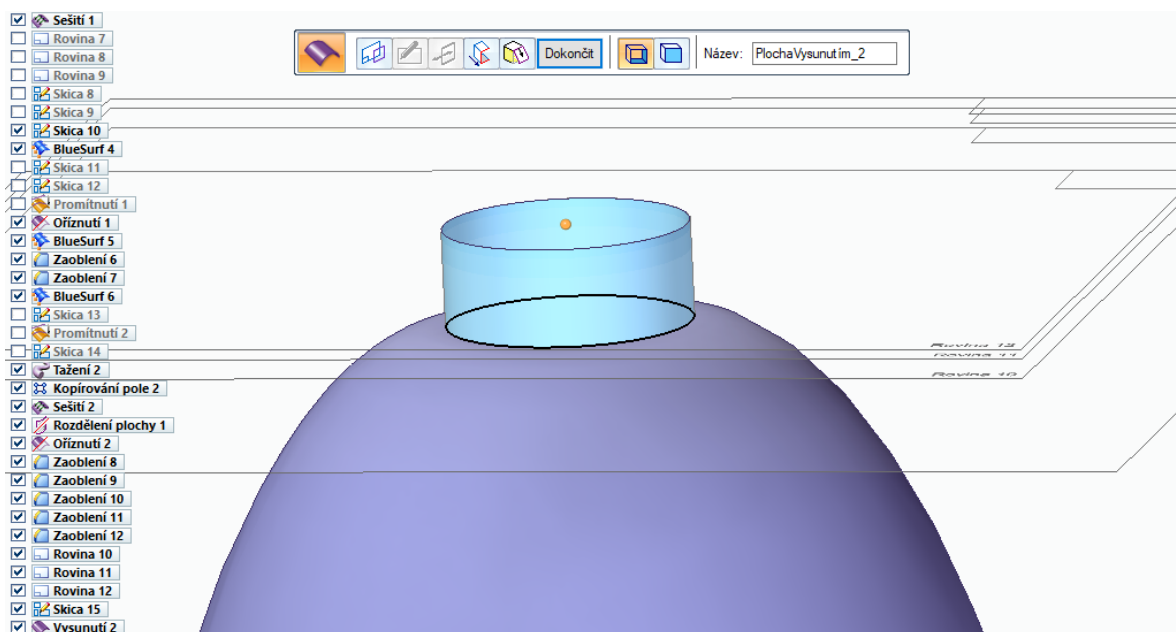 Sešití 1
Rovina 7
Rovina 8
Rovina 9
Skica 8
Skica 9
Skica 10
BlueSurf 4
Skica 11
Skica 12
Promítnutí 1
Oříznutí 1
BlueSurf 5
Zaoblení 6
Zaoblení 7
BlueSurf 6
Skica 13
Promítnutí 2
Skica 14
Tažení 2
Kopírování pole 2
Sešití 2
Rozdělení plochy 1
Oříznutí 2
Zaoblení 8
Zaoblení 9
Zaoblení 10
Zaoblení 11
Zaoblení 12
Rovina 10
Rovina 11
Rovina 12
Skica 15
Vysunutí 2
Dokončit
Název: PlochaVysunutím_2
Rovina 11
Rovina 10